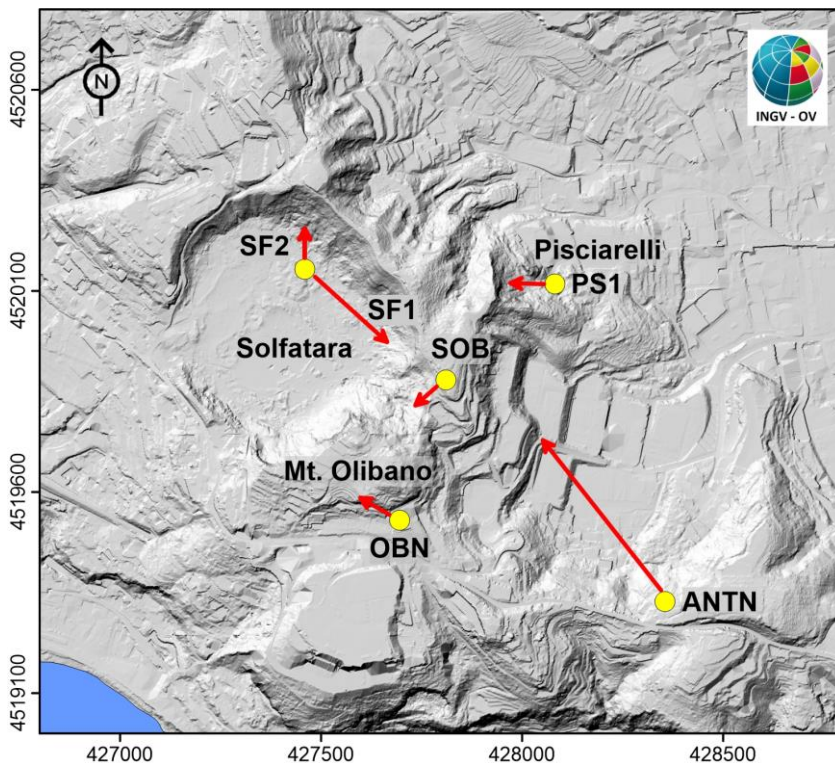 4520600
4520100
4519600
4519100
N
INGV - OV
SF2
Pisciarelli
PS1
SF1
Solfatara
SOB
Mt. Olibano
OBN
ANTN
427000
427500
428000
428500